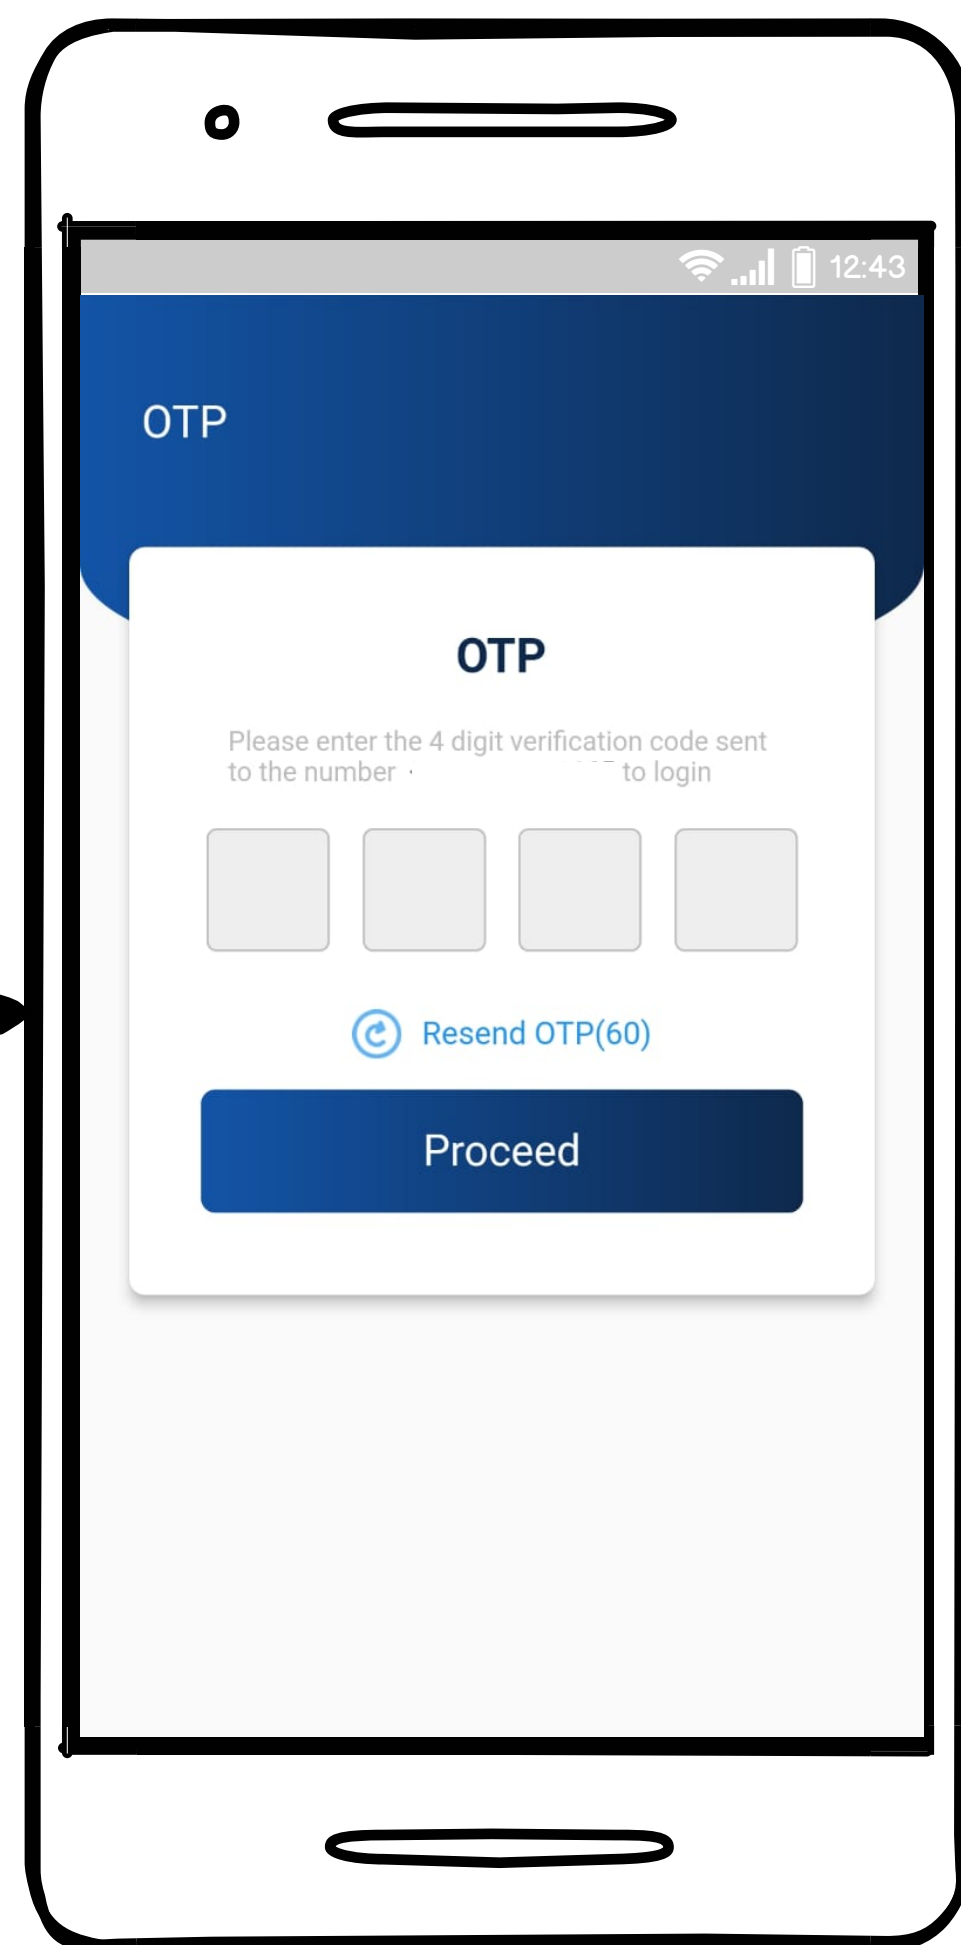 12:43
OTP
OTP
Please enter the 4 digit verification code sent
to the number to login
Resend OTP(60)
Proceed